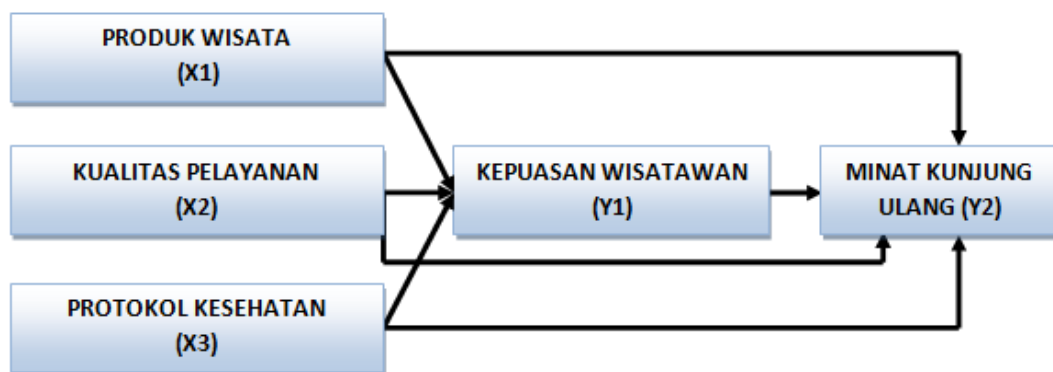 PRODUK WISATA
(X1)
KUALITAS PELAYANAN
(X2)
KEPUASAN WISATAWAN
(Y1)
MINAT KUNJUNG
ULANG (Y2)
PROTOKOL KESEHATAN
(X3)